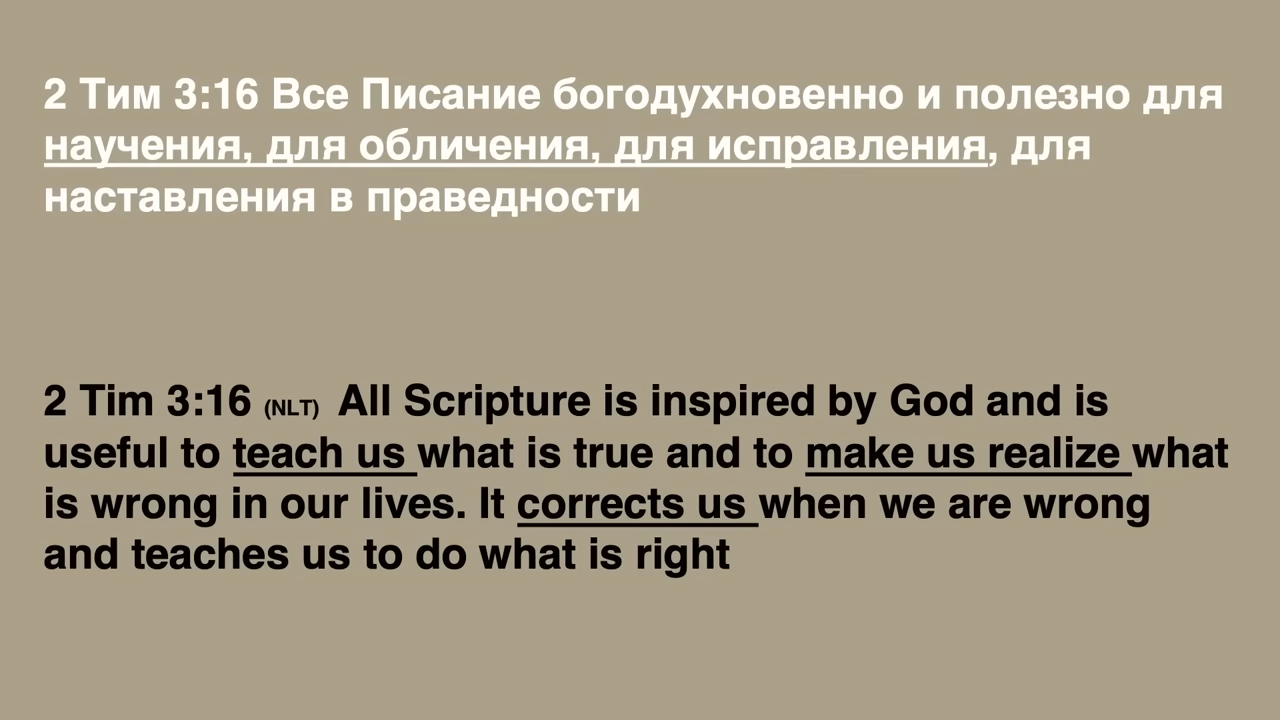 2 Тим 3:16 Все Писание богодухновенно и полезно для
научения, для обличения, для исправления, для
наставления в праведности
2 Tim 3:16 (NLT) All Scripture is inspired by God and is
useful to teach us what is true and to make us realize what
is wrong in our lives. It corrects us when we are wrong
and teaches us to do what is right